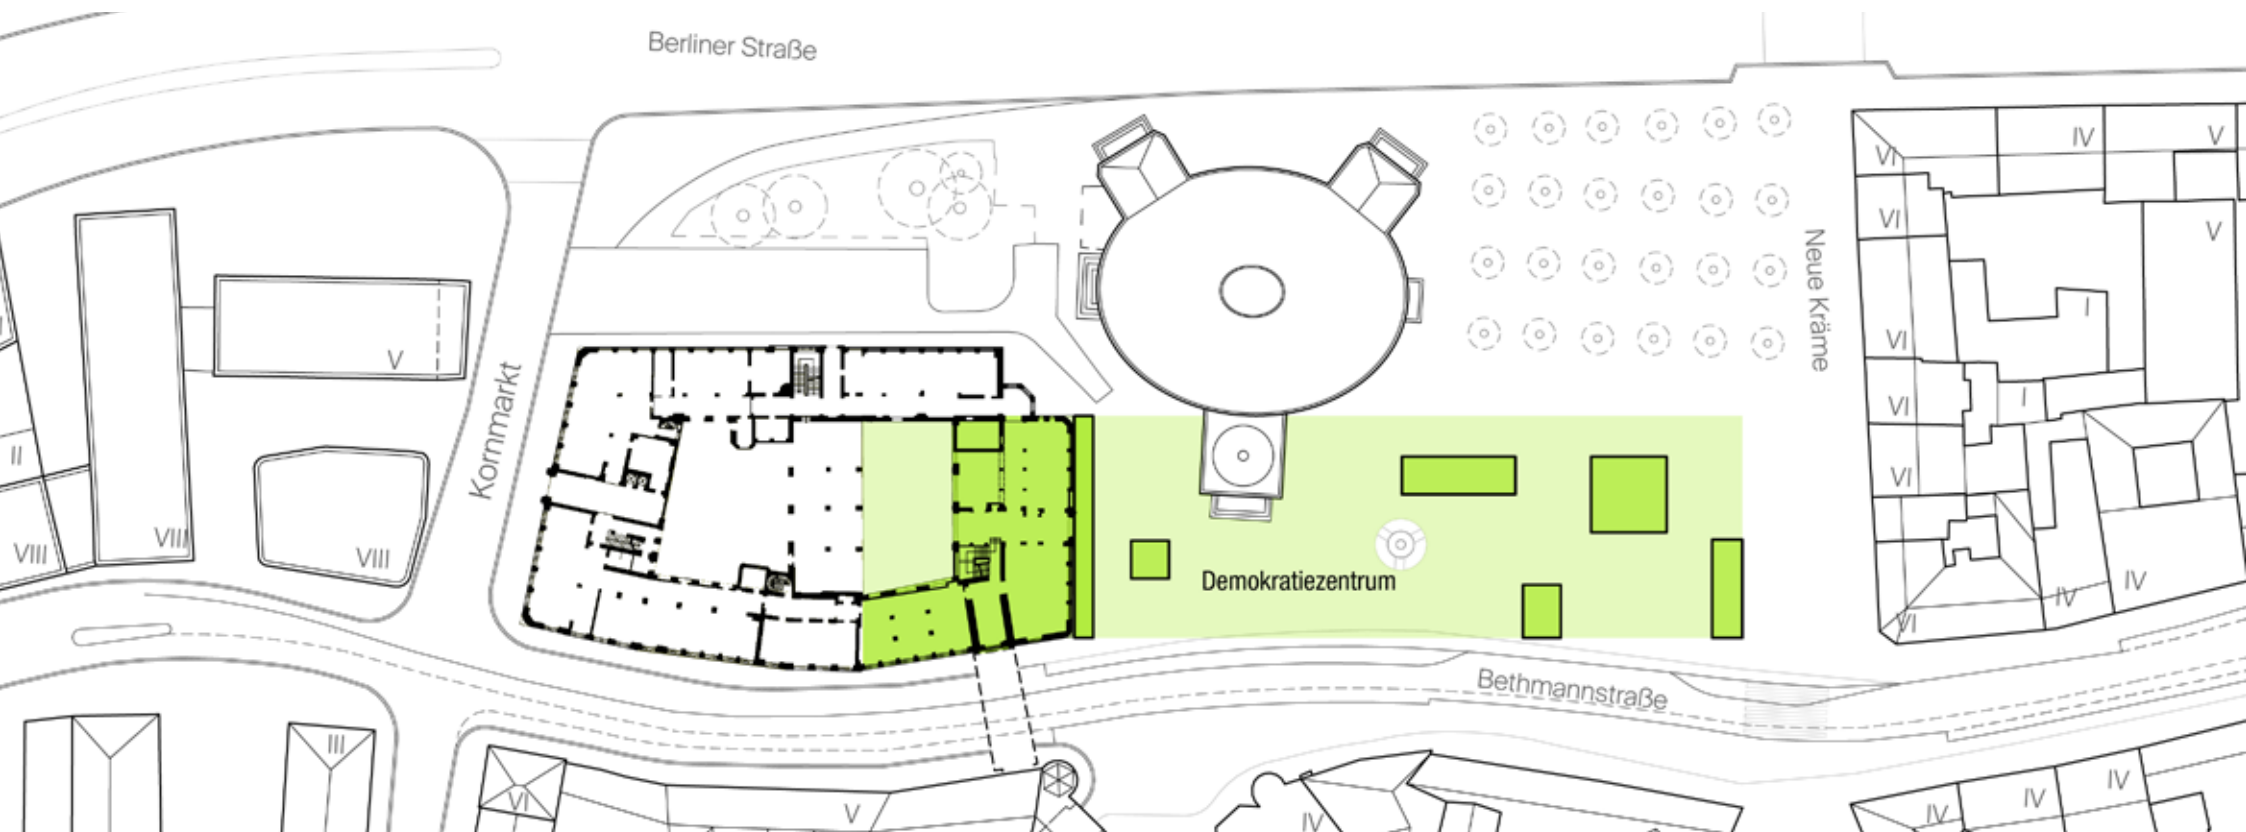 Berliner Straße
VI
IV
V
VI
V
Neue Kräme
I
V
VI
Kornmarkt
VI
I
II
VI
VIII
VIII
VIII
Demokratiezentrum
IV
IV
VI
Bethmannstraße
III
VI
V
IV
IV
IV
IV